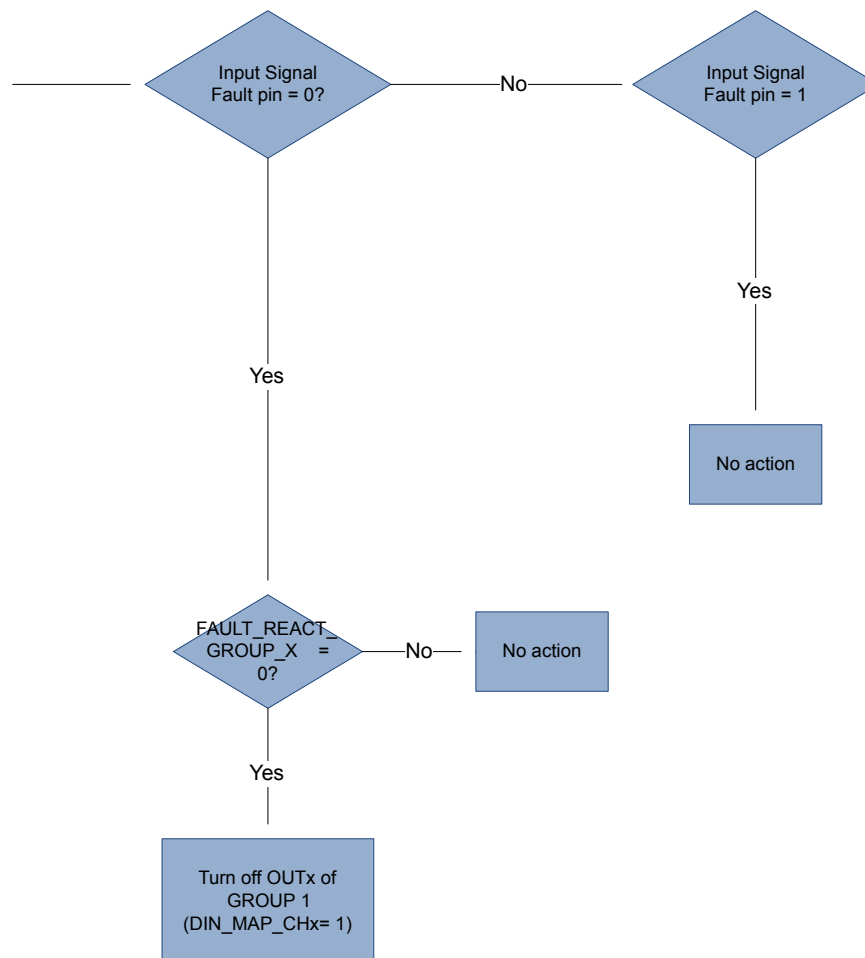 Input Signal
Fault pin = 0?
No
Input Signal
Fault pin = 1
Yes
Yes
No action
FAULT_REACT_
GROUP_X =
0?
No
No action
Yes
Turn off OUTx of
GROUP 1
(DIN_MAP_CHx= 1)